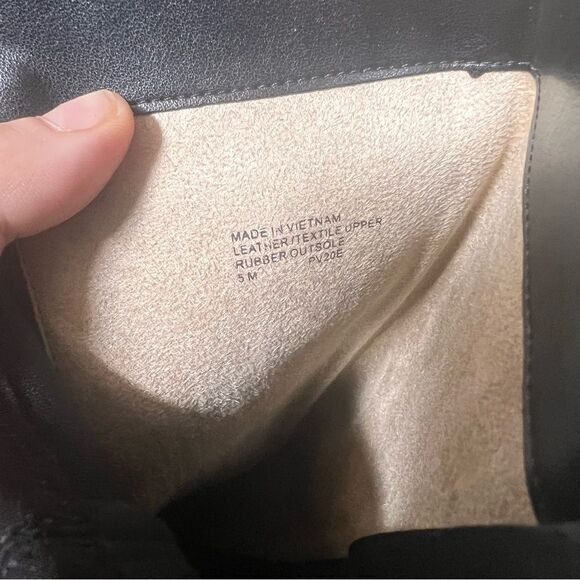 MADE IN VIETNAM
LEATHER/TEXTILE UPPER
RUBBER OUTSOLE
5 M PV20E